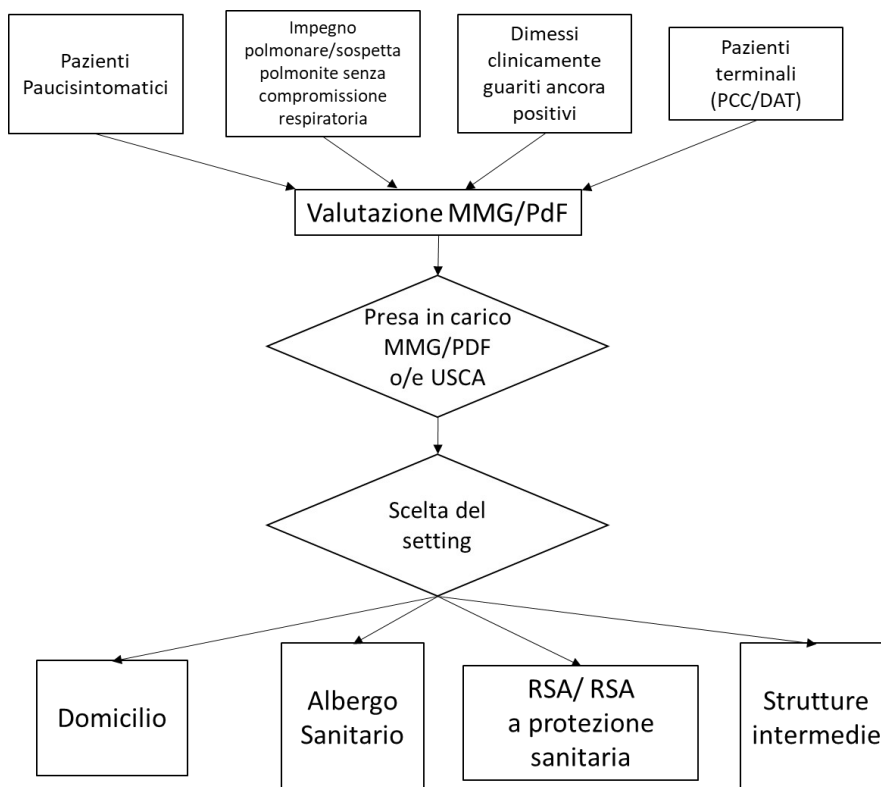 Pazienti
Paucisintomatici
Impegno
polmonare/sospetta
polmonite senza
compromissione
respiratoria
Dimessi
clinicamente
guariti ancora
positivi
Pazienti
terminali
(PCC/DAT)
Valutazione MMG/PdF
Presa in carico
MMG/PDF
o/e USCA
Scelta del
setting
Domicilio
Albergo
Sanitario
RSA/ RSA
a protezione
sanitaria
Strutture
intermedie